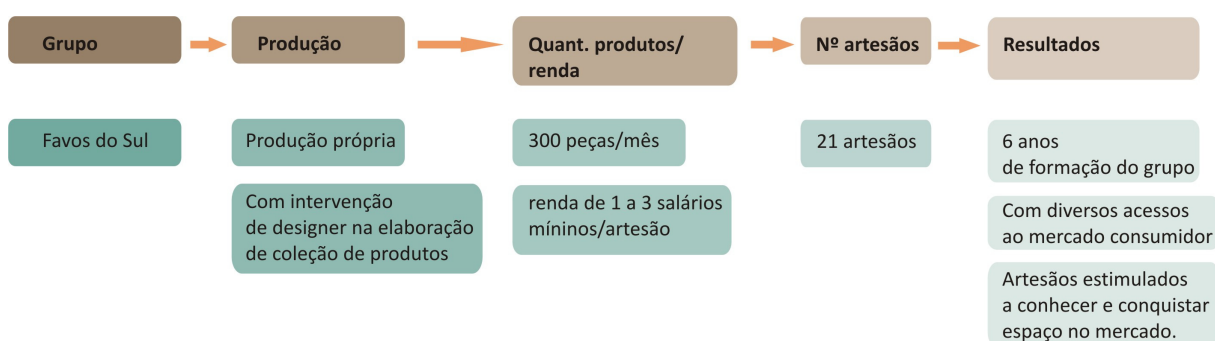 Grupo
Produção
Quant. produtos/
renda
Nº artesãos
Resultados
Favos do Sul
Produção própria
Com intervenção
de designer na elaboração
de coleção de produtos
300 peças/mês
renda de 1 a 3 salários
míninos/artesão
21 artesãos
6 anos
de formação do grupo
Com diversos acessos
ao mercado consumidor
Artesãos estimulados
a conhecer e conquistar
espaço no mercado.